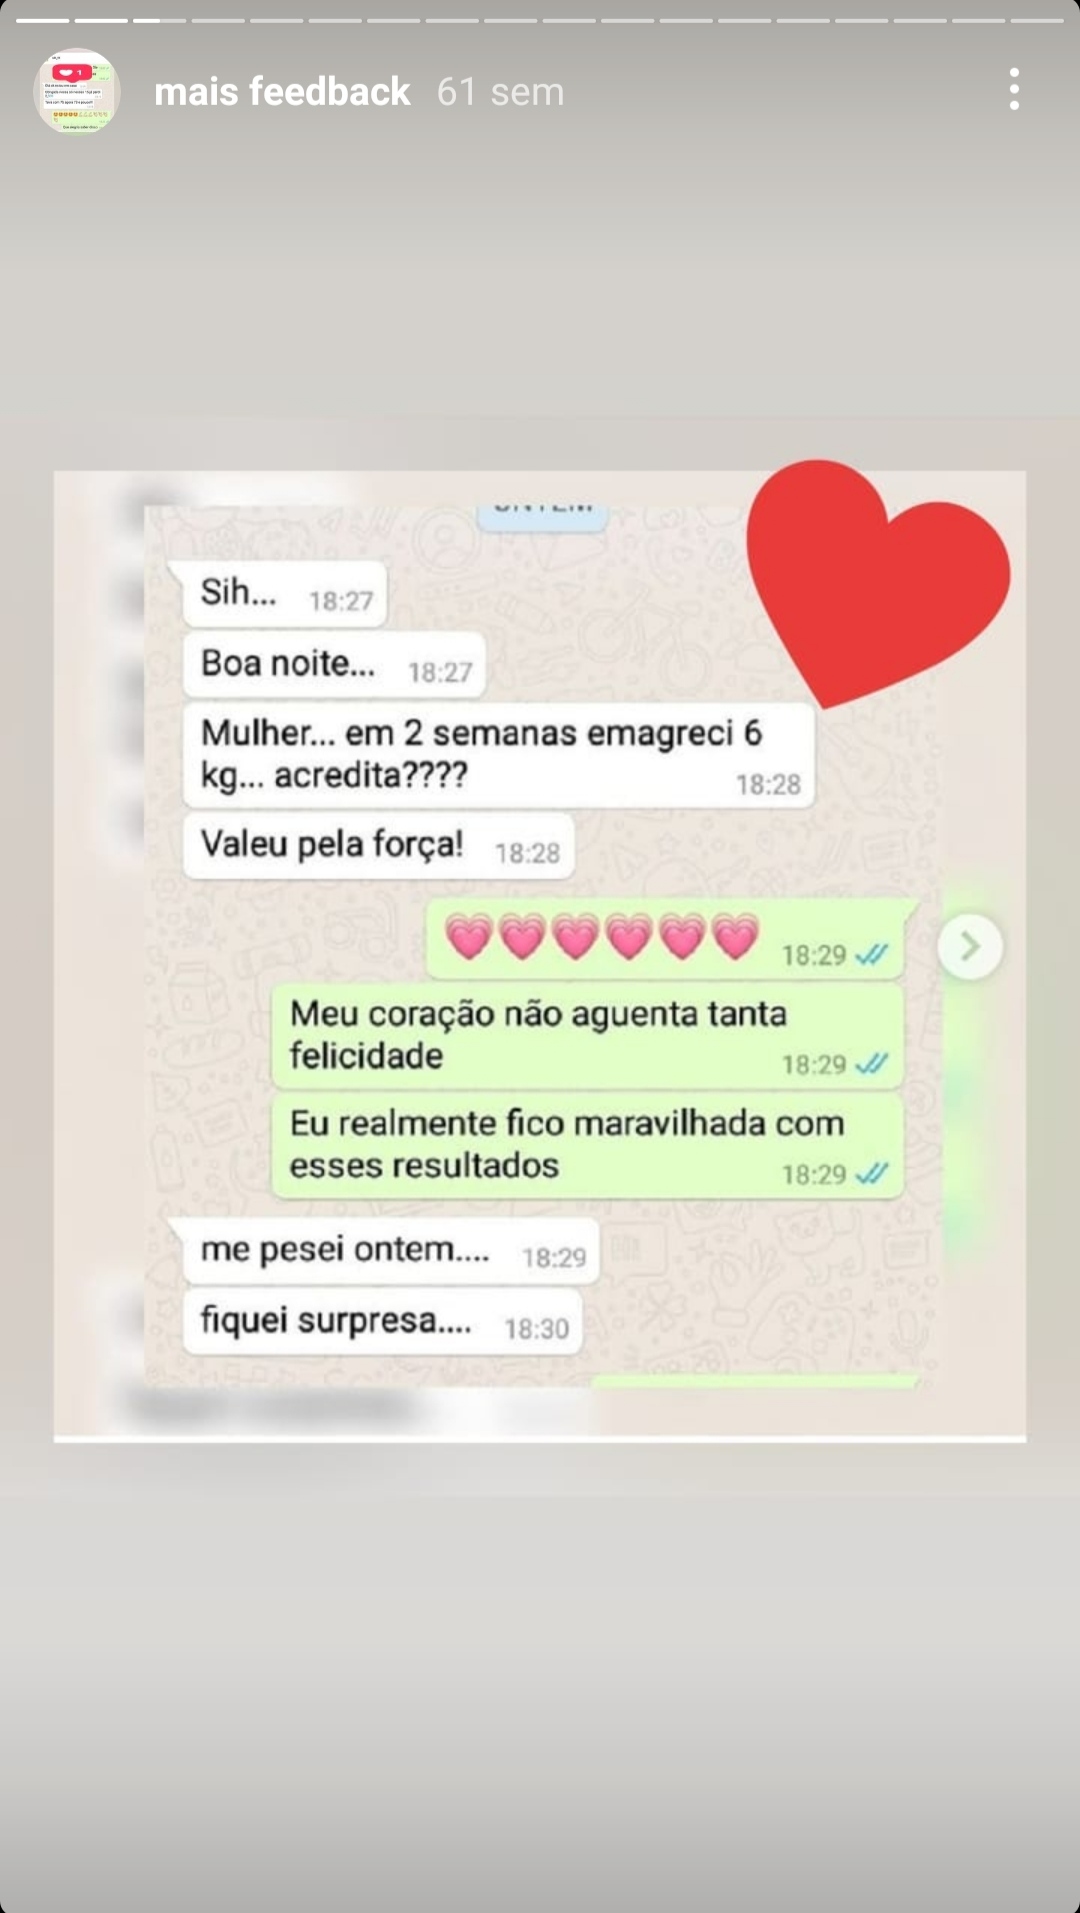 mais feedback 61 sem
Sih... 18:27
Boa noite... 18:27
Mulher... em 2 semanas emagreci 6
kg... acredita???? 18:28
Valeu pela força! 18:28
💗💗💗💗💗💗 18:29
Meu coração não aguenta tanta
felicidade 18:29
Eu realmente fico maravilhada com
esses resultados 18:29
me pesei ontem.... 18:29
fiquei surpresa.... 18:30